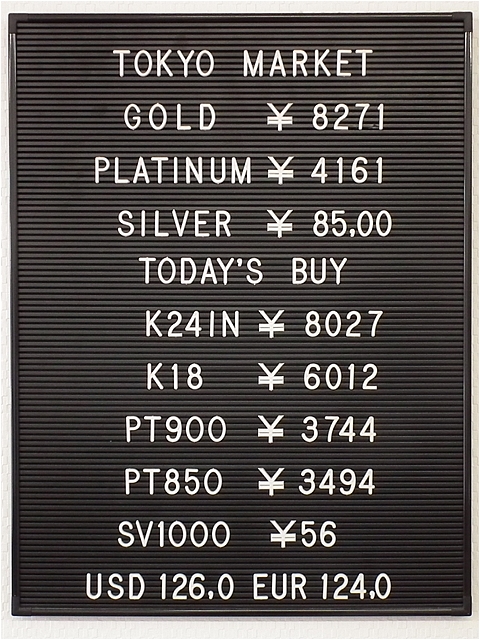 TOKYO MARKET
GOLD ¥ 8271
PLATINUM ¥ 4161
SILVER ¥ 85,00
TODAY'S BUY
K24IN ¥ 8027
K18 ¥ 6012
PT900 ¥ 3744
PT850 ¥ 3494
SV1000 ¥56
USD 126,0 EUR 124,0